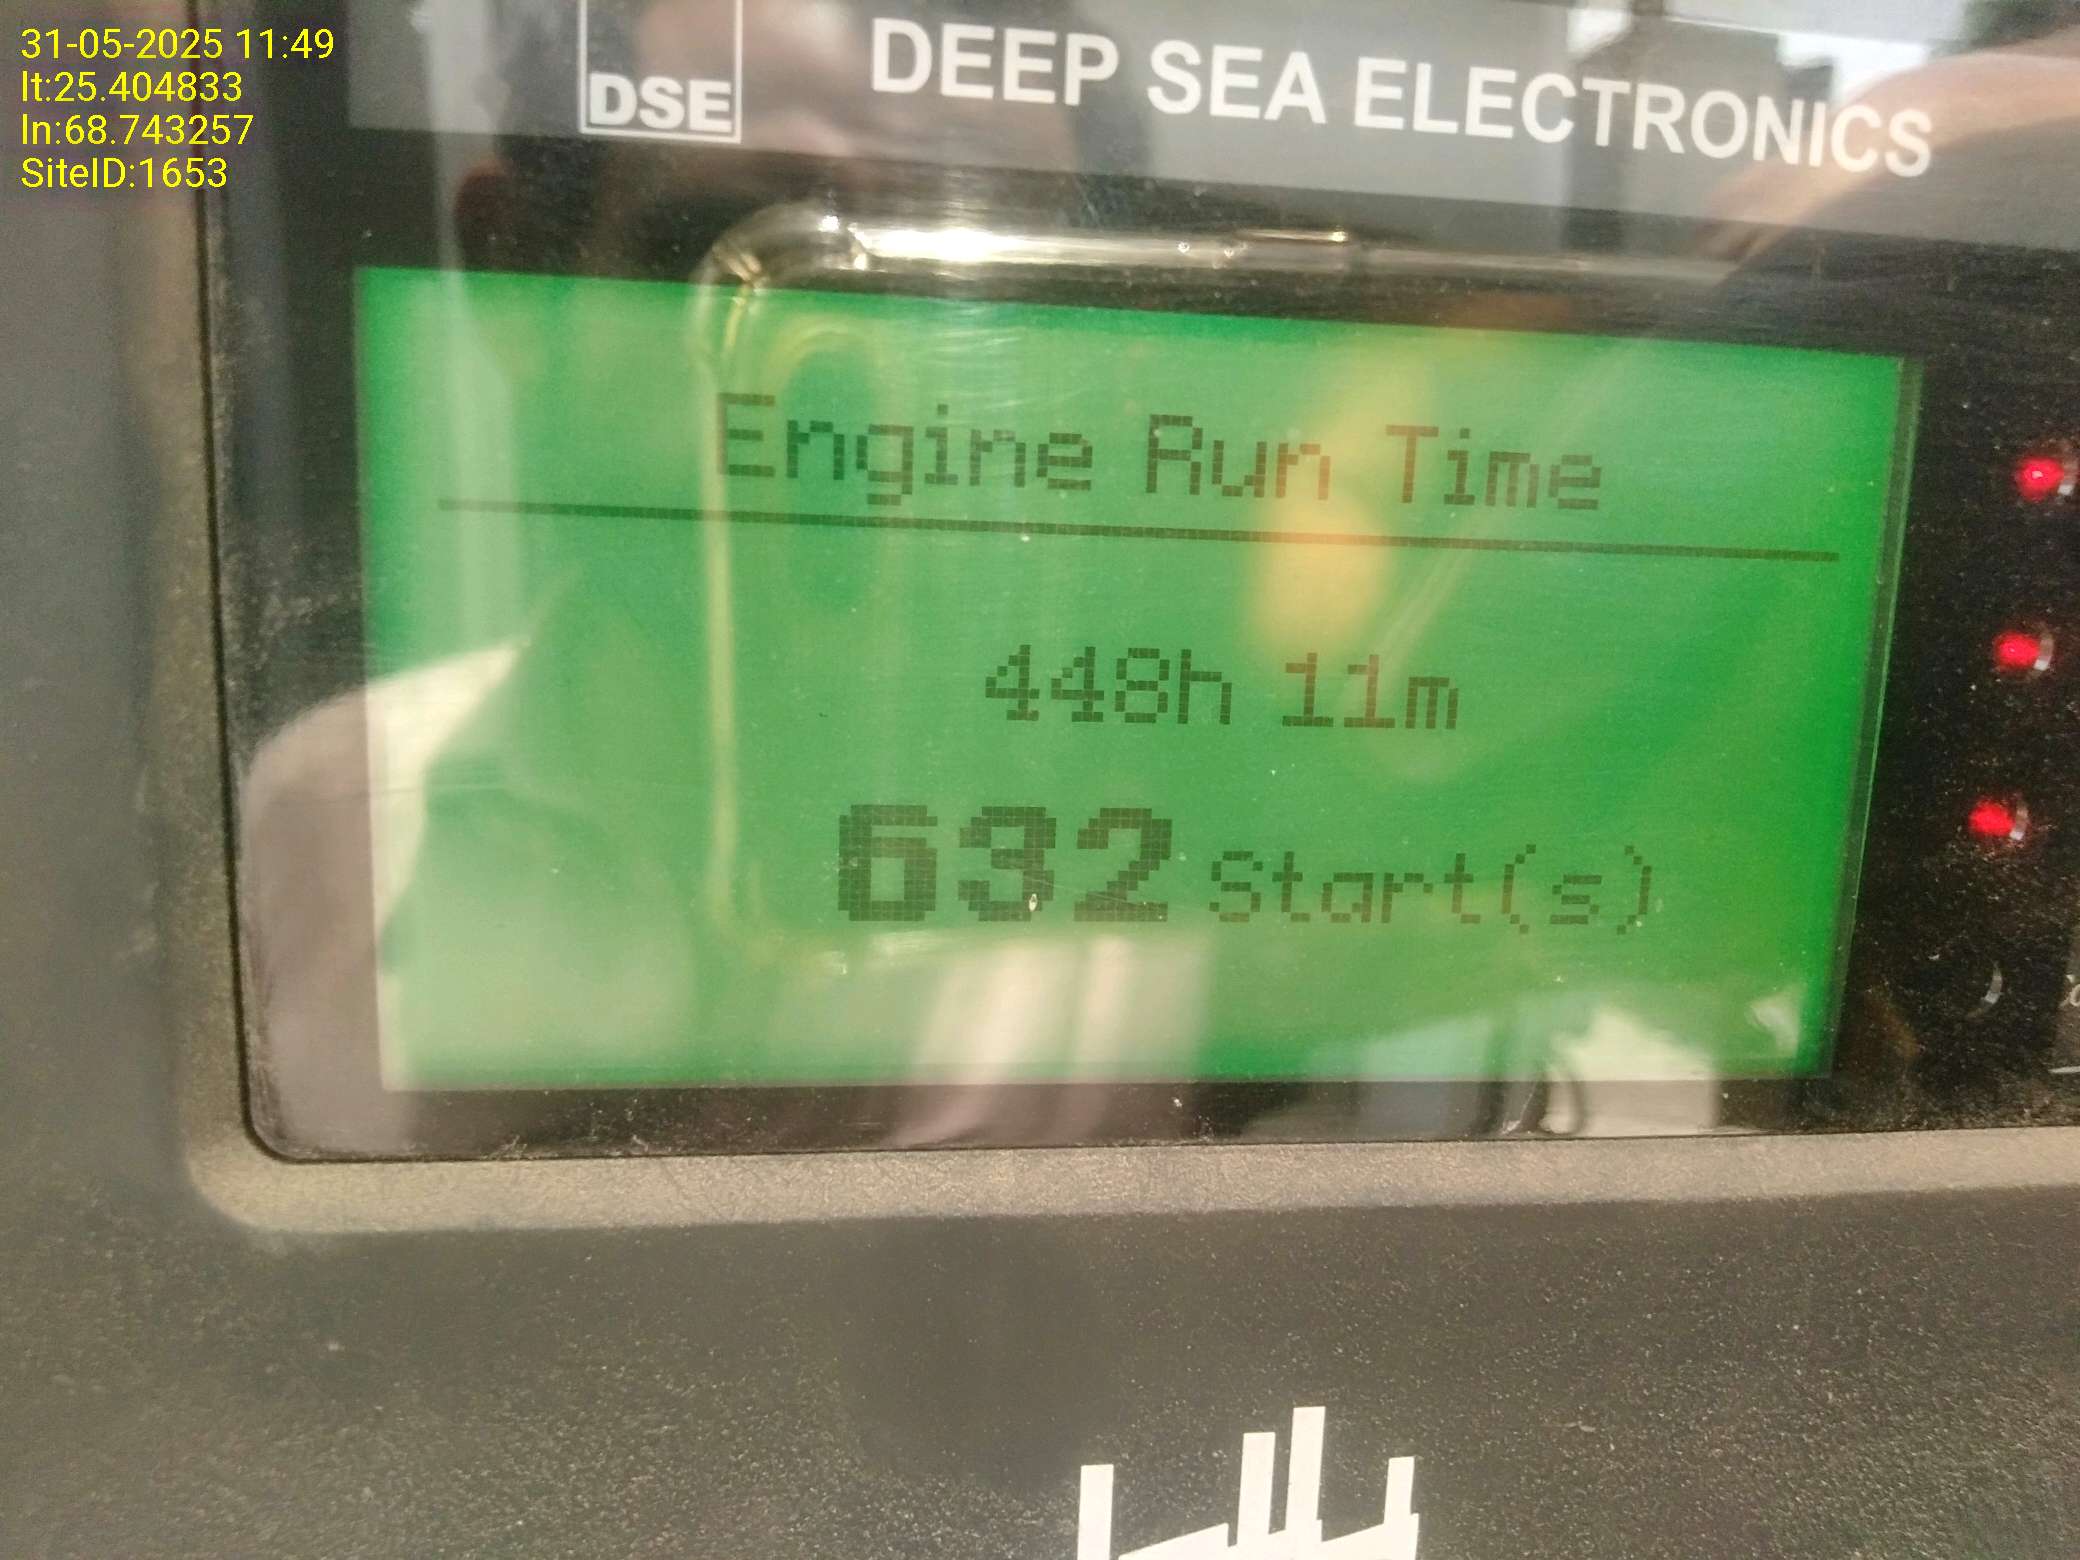 31-05-2025 11:49
lt:25.404833
ln:68.743257
SiteID:1653
DSE
DEEP SEA ELECTRONICS
Engine Run Time
448h 11m
632 Start(s)